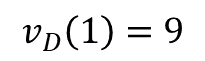 v_D(1) = 9